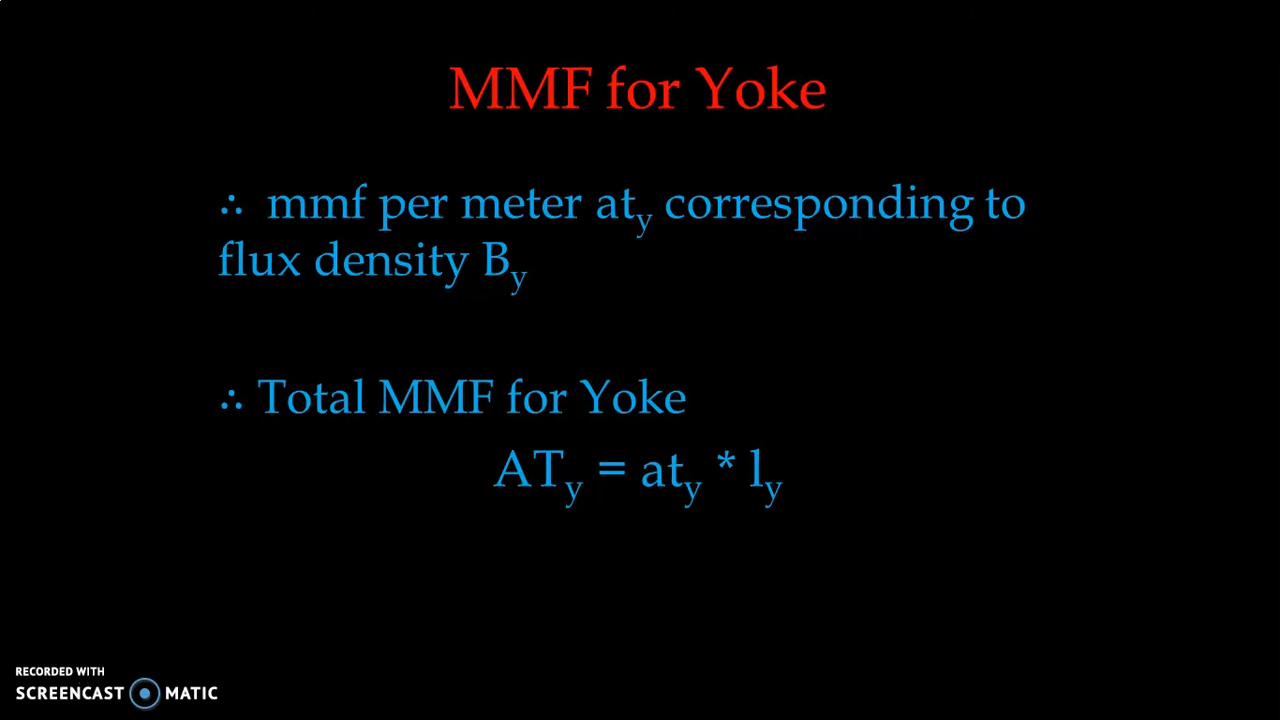 MMF for Yoke
∴ mmf per meter at_y corresponding to
flux density B_y
∴ Total MMF for Yoke
AT_y = at_y * l_y
RECORDED WITH
SCREENCAST MATIC